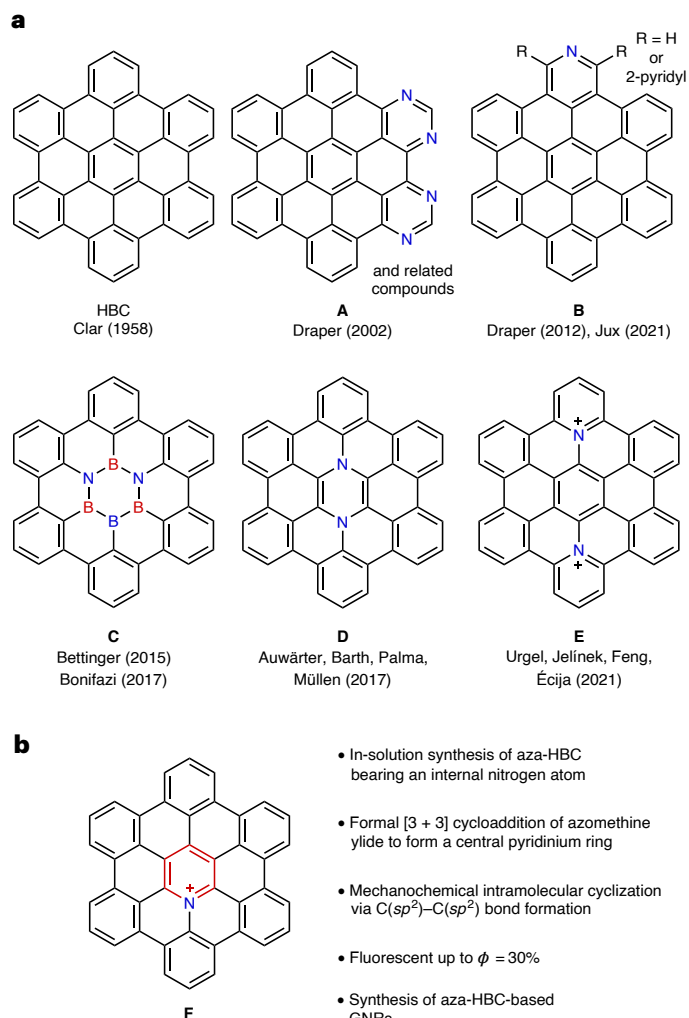 a
R N R
R = H
or
2-pyridyl
N
N
N
N
and related
compounds
HBC
Clar (1958)
A
Draper (2002)
B
Draper (2012), Jux (2021)
B
N N
B B
B
N
N
+
N
N
+
C
Bettinger (2015)
Bonifazi (2017)
D
Auwärter, Barth, Palma,
Müllen (2017)
E
Urgel, Jelínek, Feng,
Écija (2021)
b
+
N
F
• In-solution synthesis of aza-HBC
bearing an internal nitrogen atom
• Formal [3 + 3] cycloaddition of azomethine
ylide to form a central pyridinium ring
• Mechanochemical intramolecular cyclization
via C(sp²)–C(sp²) bond formation
• Fluorescent up to ϕ = 30%
• Synthesis of aza-HBC-based
GNRs